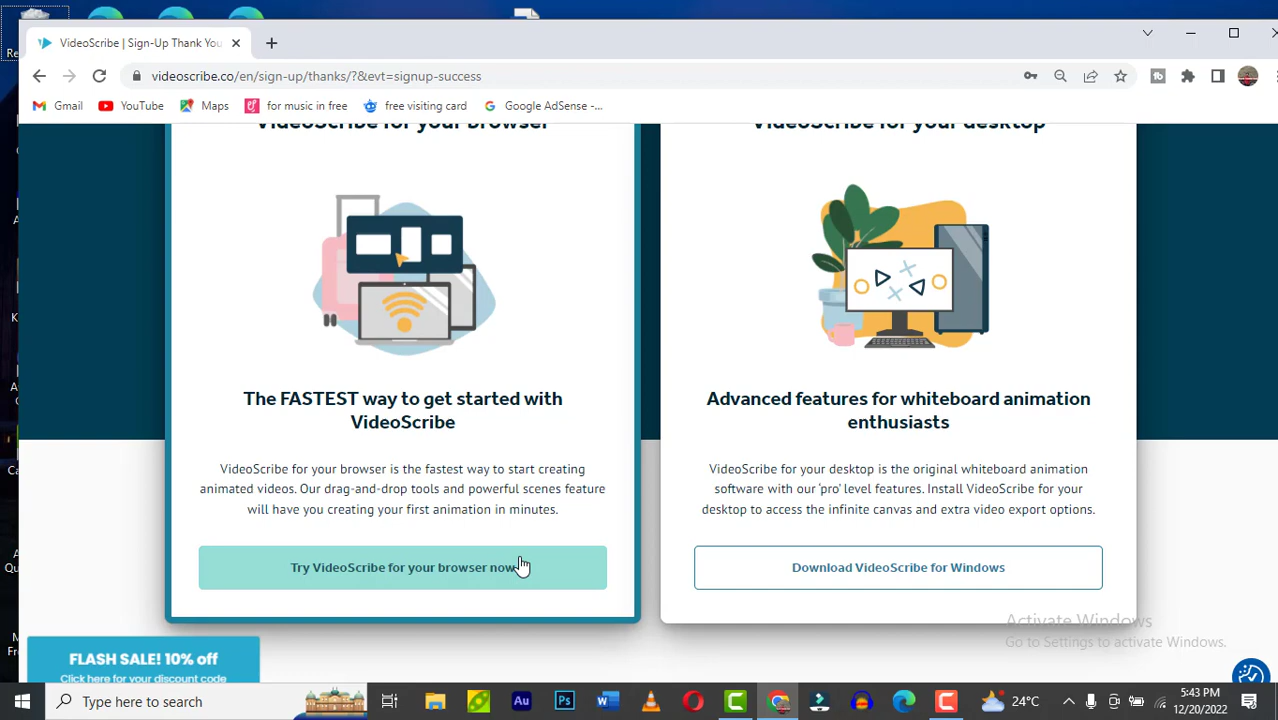 VideoScribe | Sign-Up Thank You
videoscribe.co/en/sign-up/thanks/?&evt=signup-success
Gmail YouTube Maps for music in free free visiting card Google AdSense -...
VideoScribe for your browser
VideoScribe for your desktop
The FASTEST way to get started with
VideoScribe
VideoScribe for your browser is the fastest way to start creating
animated videos. Our drag-and-drop tools and powerful scenes feature
will have you creating your first animation in minutes.
Try VideoScribe for your browser now
Advanced features for whiteboard animation
enthusiasts
VideoScribe for your desktop is the original whiteboard animation
software with our ‘pro’ level features. Install VideoScribe for your
desktop to access the infinite canvas and extra video export options.
Download VideoScribe for Windows
Activate Windows
Go to Settings to activate Windows.
FLASH SALE! 10% off
Click here for your discount code
Type here to search
Au
Ps
24°C
5:43 PM
12/20/2022